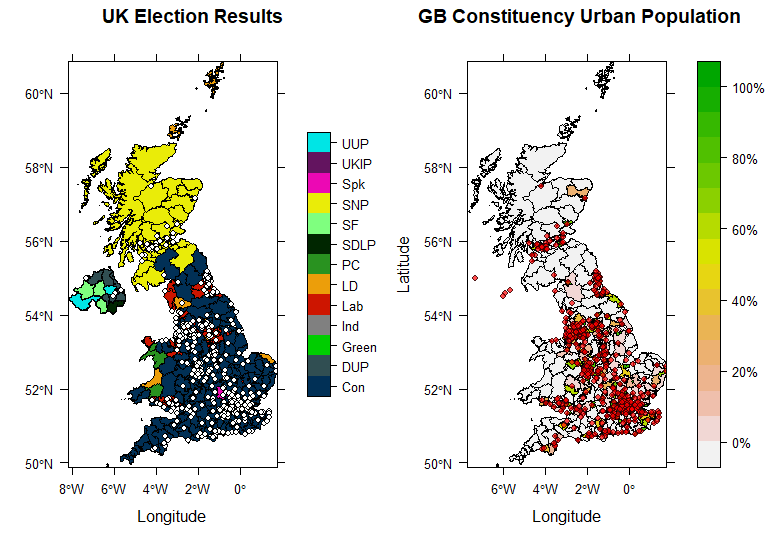 UK Election Results
GB Constituency Urban Population
60°N
58°N
56°N
54°N
52°N
50°N
8°W 6°W 4°W 2°W 0°
Longitude
UUP
UKIP
Spk
SNP
SF
SDLP
PC
LD
Lab
Ind
Green
DUP
Con
Latitude
60°N
58°N
56°N
54°N
52°N
50°N
6°W 4°W 2°W 0°
Longitude
100%
80%
60%
40%
20%
0%